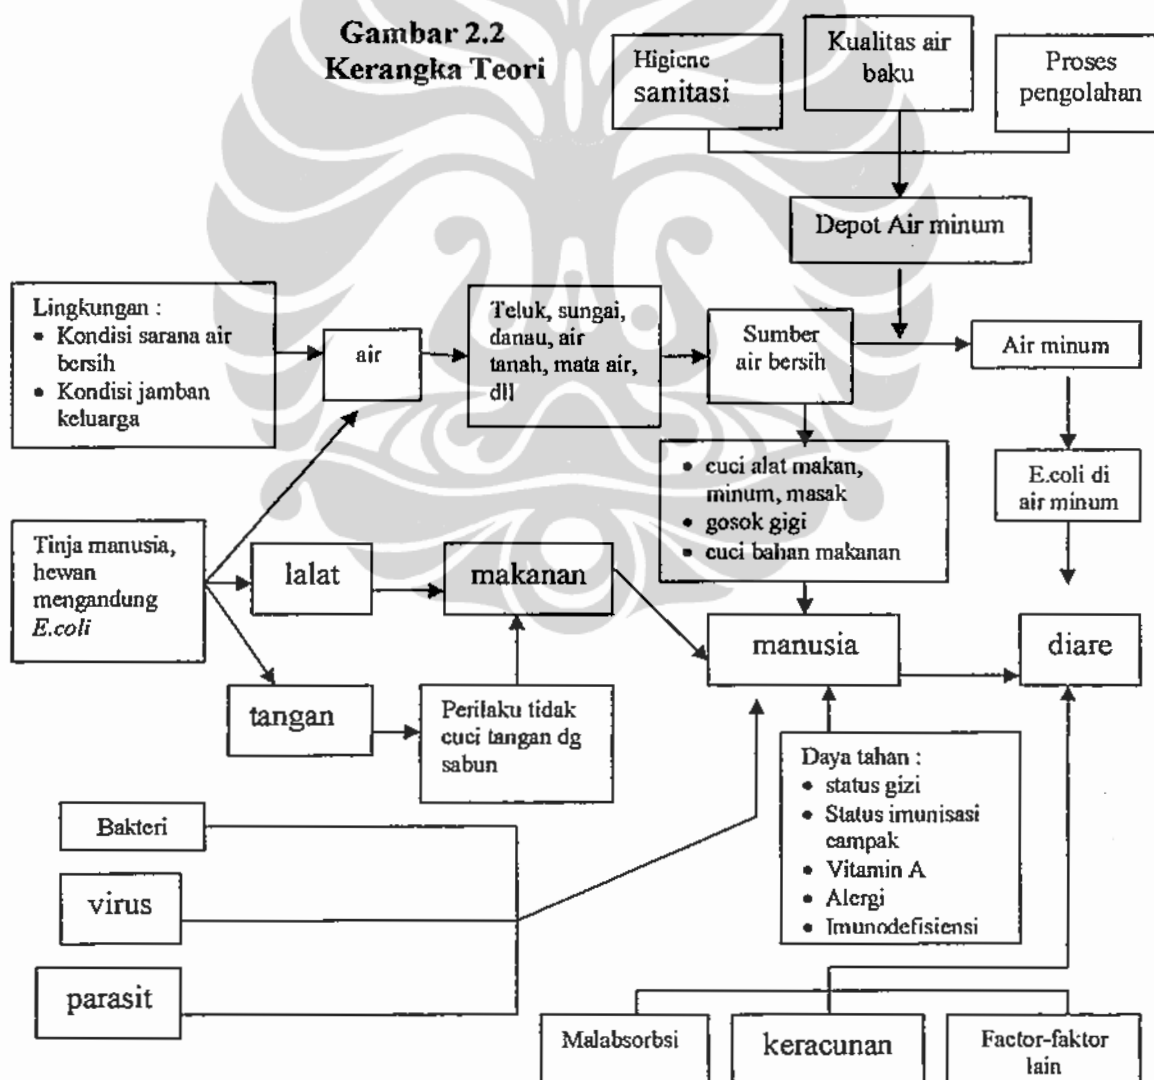 Gambar 2.2
Kerangka Teori
Higiene
sanitasi
Kualitas air
baku
Proses
pengolahan
Depot Air minum
Lingkungan :
• Kondisi sarana air
bersih
• Kondisi jamban
keluarga
air
Teluk, sungai,
danau, air
tanah, mata air,
dll
Sumber
air bersih
Air minum
• cuci alat makan,
minum, masak
• gosok gigi
• cuci bahan makanan
E.coli di
air minum
Tinja manusia,
hewan
mengandung
E.coli
lalat
makanan
manusia
diare
tangan
Perilaku tidak
cuci tangan dg
sabun
Daya tahan :
• status gizi
• Status imunisasi
campak
• Vitamin A
• Alergi
• Imunodefisiensi
Bakteri
virus
parasit
Malabsorbsi
keracunan
Factor-faktor
lain